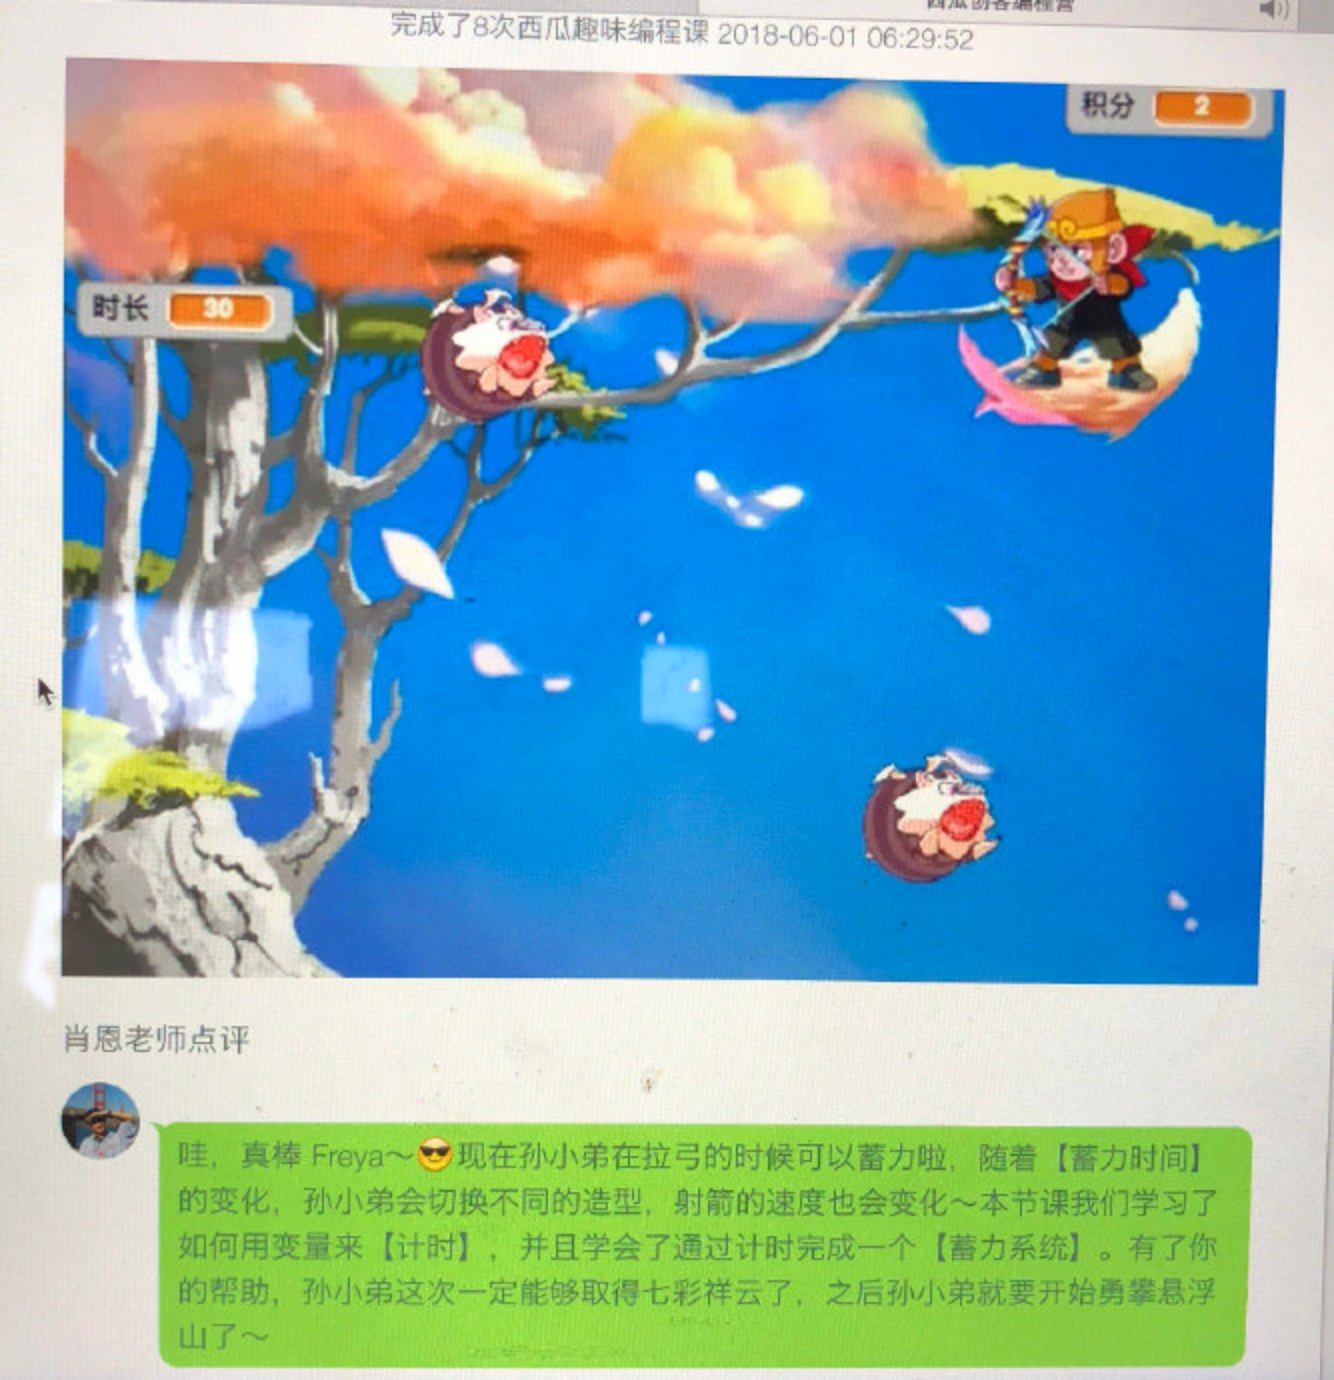 西瓜创客编程营
完成了8次西瓜趣味编程课 2018-06-01 06:29:52
积分 2
时长 30
肖恩老师点评
哇，真棒 Freya～😎现在孙小弟在拉弓的时候可以蓄力啦，随着【蓄力时间】
的变化，孙小弟会切换不同的造型，射箭的速度也会变化～本节课我们学习了
如何用变量来【计时】，并且学会了通过计时完成一个【蓄力系统】。有了你
的帮助，孙小弟这次一定能够取得七彩祥云了，之后孙小弟就要开始勇攀悬浮
山了～